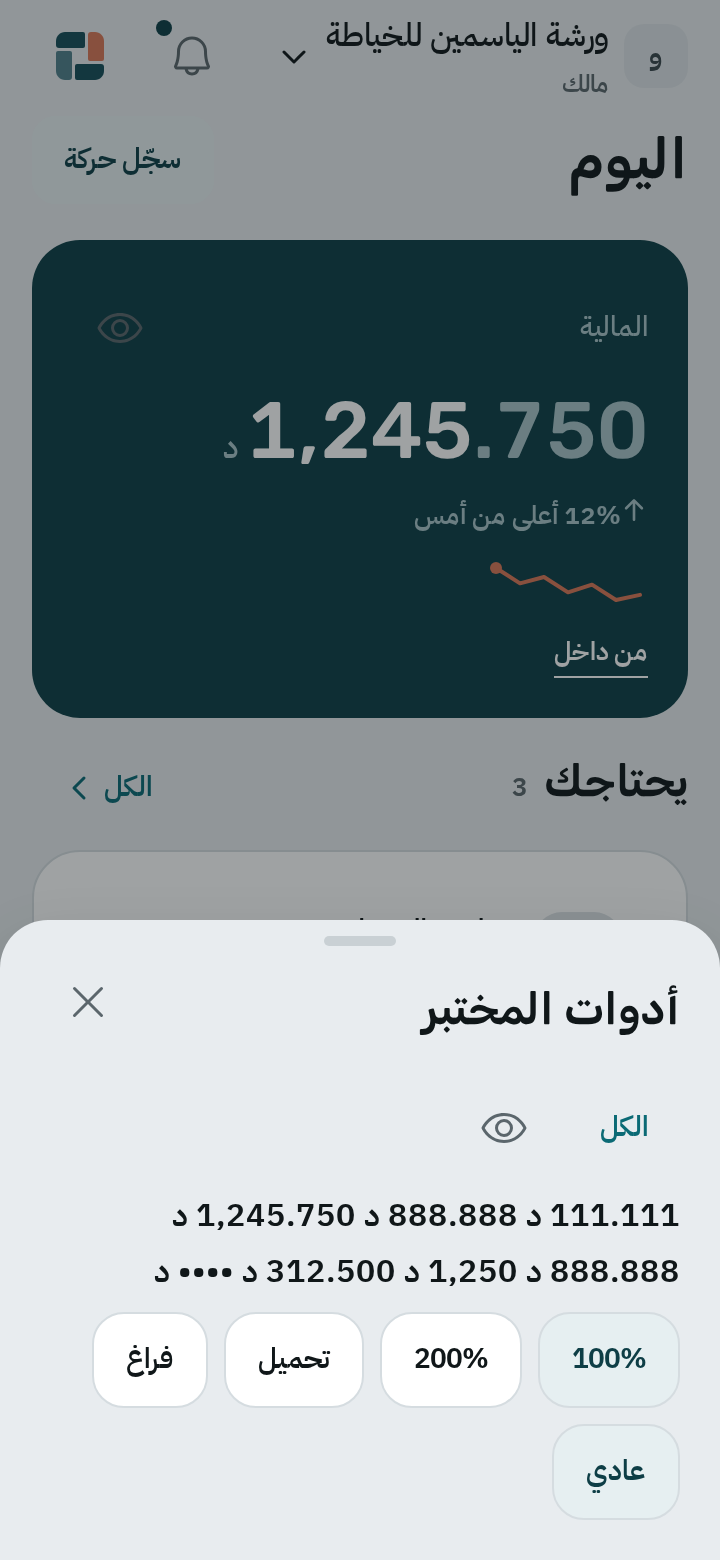 و
ورشة الياسمين للخياطة
مالك
اليوم
سجّل حركة
المالية
1,245.750 د
12% أعلى من أمس
من داخل
يحتاجك 3
الكل
أدوات المختبر
الكل
111.111 د 888.888 د 1,245.750 د
888.888 د 1,250 د 312.500 د •••• د
100%
200%
تحميل
فراغ
عادي